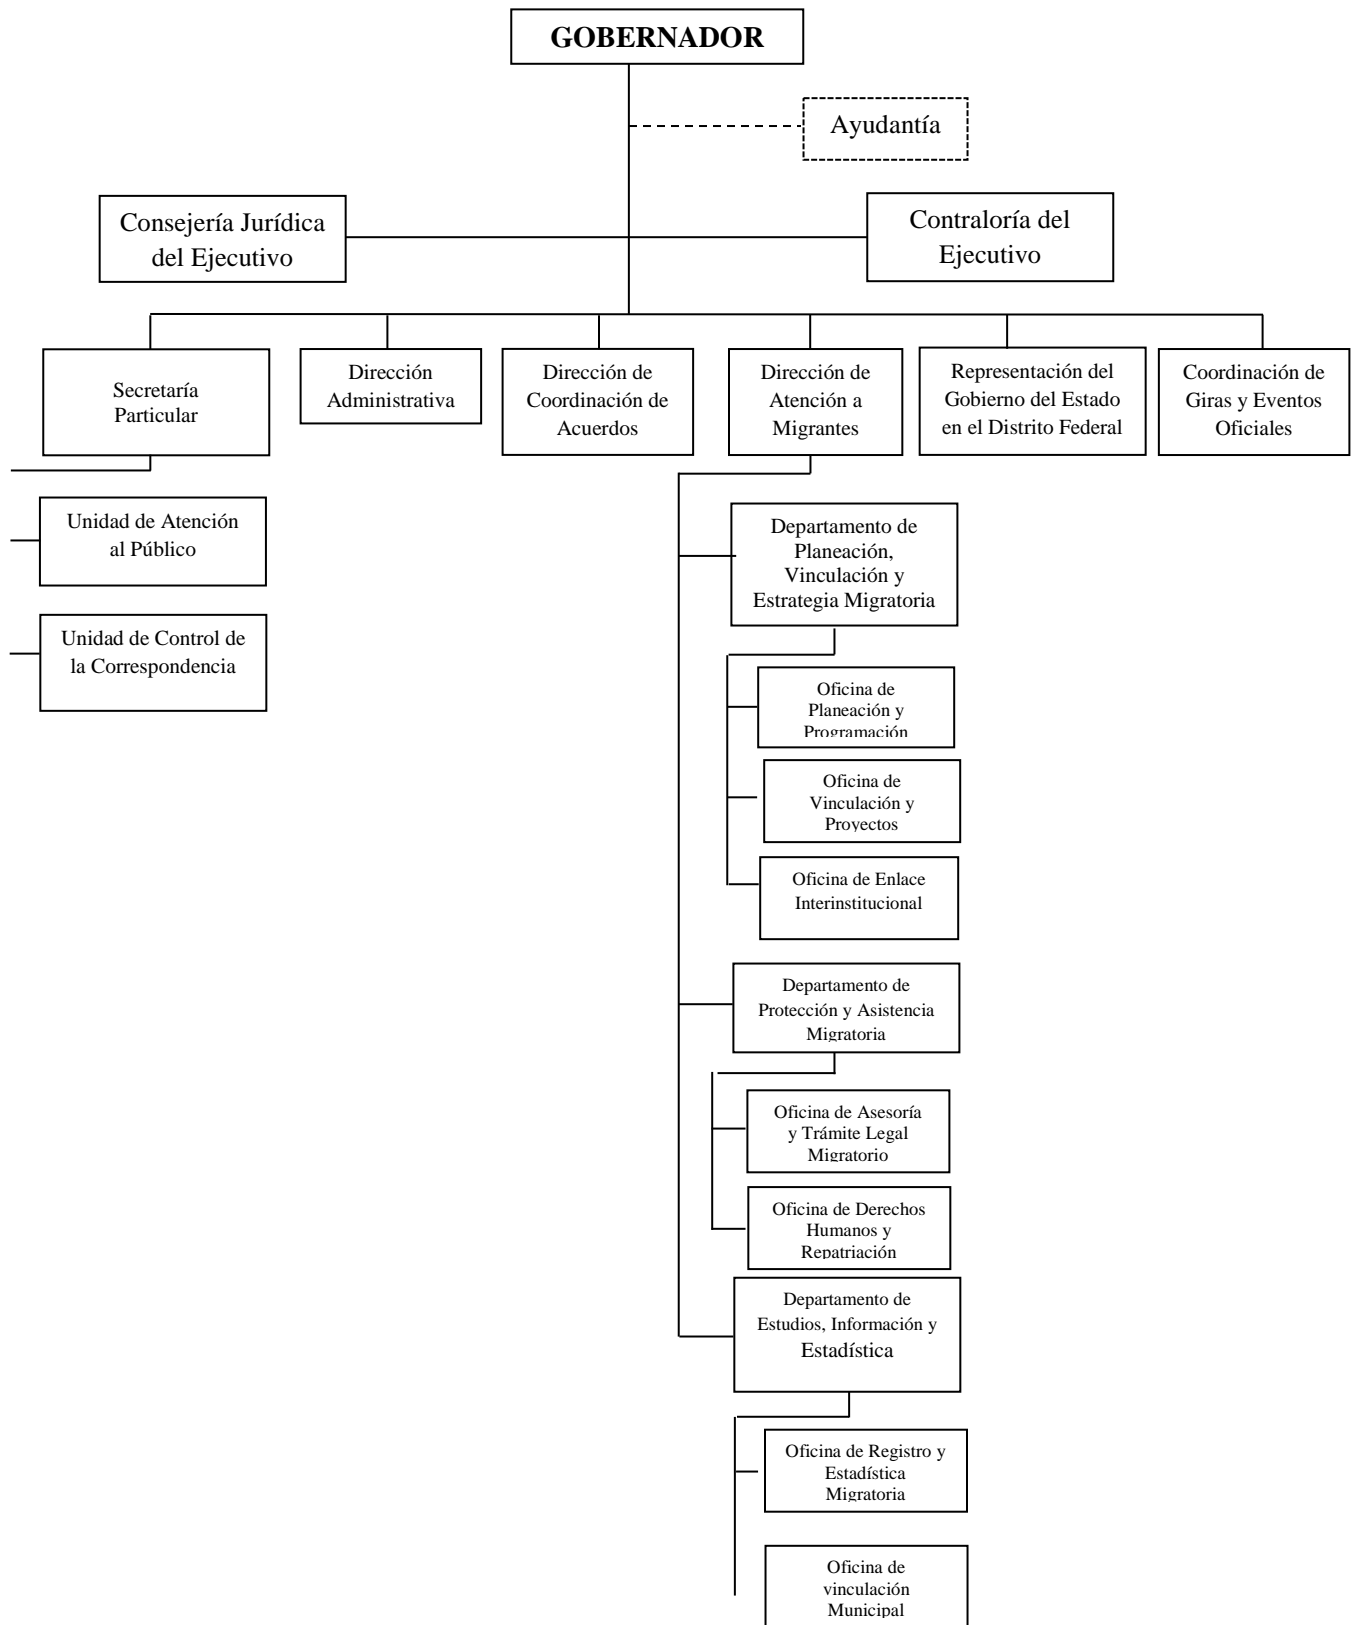 GOBERNADOR
Ayudantía
Consejería Jurídica
del Ejecutivo
Contraloría del
Ejecutivo
Secretaría
Particular
Dirección
Administrativa
Dirección de
Coordinación de
Acuerdos
Dirección de
Atención a
Migrantes
Representación del
Gobierno del Estado
en el Distrito Federal
Coordinación de
Giras y Eventos
Oficiales
Unidad de Atención
al Público
Unidad de Control de
la Correspondencia
Departamento de
Planeación,
Vinculación y
Estrategia Migratoria
Oficina de
Planeación y
Programación
Oficina de
Vinculación y
Proyectos
Oficina de Enlace
Interinstitucional
Departamento de
Protección y Asistencia
Migratoria
Oficina de Asesoría
y Trámite Legal
Migratorio
Oficina de Derechos
Humanos y
Repatriación
Departamento de
Estudios, Información y
Estadística
Oficina de Registro y
Estadística
Migratoria
Oficina de
vinculación
Municipal